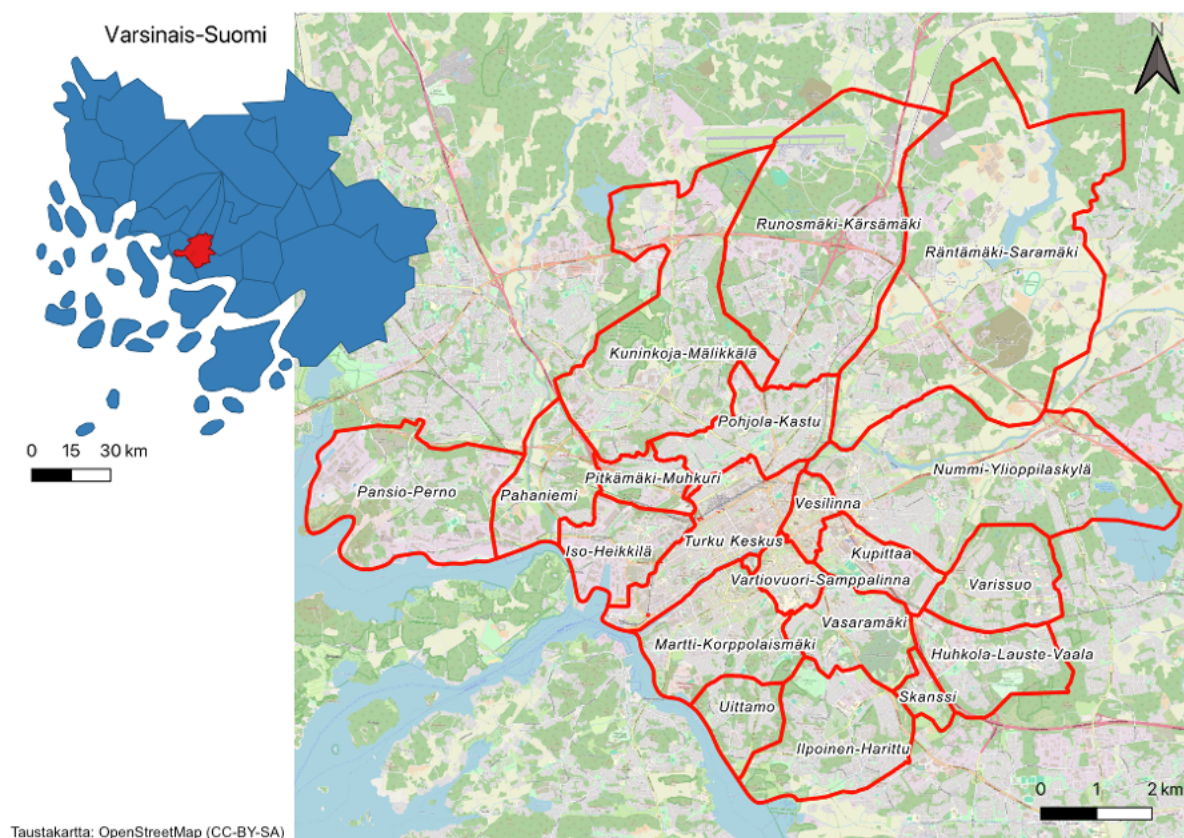 Varsinais-Suomi
N
Runosmäki-Kärsämäki
Räntämäki-Saramäki
Kuninkoja-Mälikkälä
Pohjola-Kastu
0 15 30 km
Nummi-Ylioppilaskylä
Pitkämäki-Muhkuri
Pansio-Perno
Pahaniemi
Vesilinna
Turku Keskus
Iso-Heikkilä
Kupittaa
Vartiovuori-Samppalinna
Varissuo
Vasaramäki
Martti-Korppolaismäki
Huhkola-Lauste-Vaala
Skanssi
Uittamo
Ilpoinen-Harittu
0 1 2 km
Taustakartta: OpenStreetMap (CC-BY-SA)